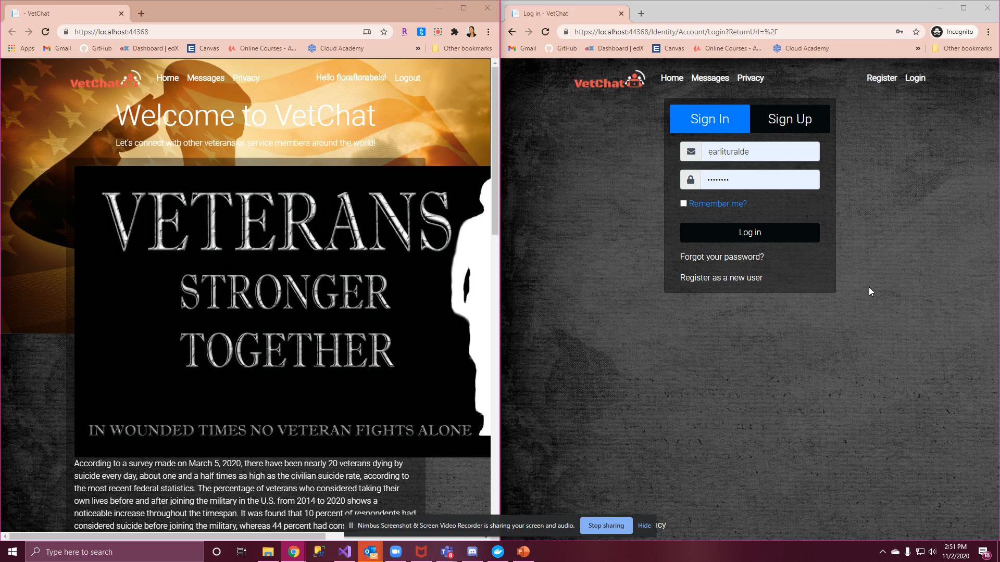 - VetChat
https://localhost:44368
Apps
Gmail
GitHub
edX
Dashboard | edX
Canvas
Online Courses - A...
Cloud Academy
»
Other bookmarks
VetChat
Home
Messages
Privacy
Hello floraflorabels!
Logout
Welcome to VetChat
Let's connect with other veterans or service members around the world!
VETERANS
STRONGER
TOGETHER
IN WOUNDED TIMES NO VETERAN FIGHTS ALONE
According to a survey made on March 5, 2020, there have been nearly 20 veterans dying by
suicide every day, about one and a half times as high as the civilian suicide rate, according to
the most recent federal statistics. The percentage of veterans who considered taking their
own lives before and after joining the military in the U.S. from 2014 to 2020 shows a
noticeable increase throughout the timespan. It was found that 10 percent of respondents had
considered suicide before joining the military, whereas 44 percent had cons
Log in - VetChat
https://localhost:44368/Identity/Account/Login?ReturnUrl=%2F
Incognito
Gmail
GitHub
edX
Dashboard | edX
Canvas
Online Courses - A...
Cloud Academy
»
Other bookmarks
VetChat
Home
Messages
Privacy
Register
Login
Sign In
Sign Up
earlituralde
••••••••
Remember me?
Log in
Forgot your password?
Register as a new user
Nimbus Screenshot & Screen Video Recorder is sharing your screen and audio.
Stop sharing
Hide
cy
Type here to search
8
2:51 PM
11/2/2020
18